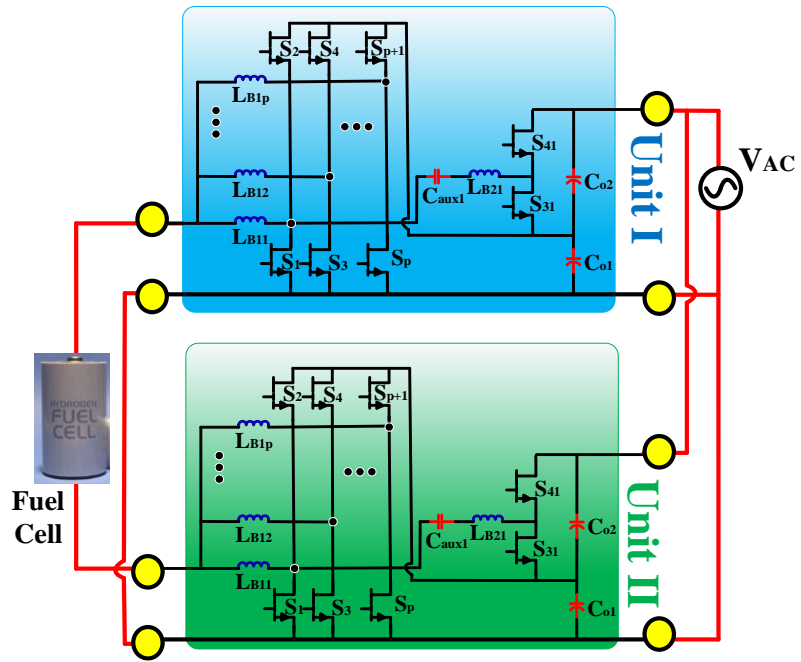 S2
S4
Sp+1
LB1p
S41
VAC
LB12
Caux1
LB21
S31
Co2
LB11
S1
S3
Sp
Co1
Unit I
HYDROGEN
FUEL
CELL
Fuel
Cell
S2
S4
Sp+1
LB1p
S41
LB12
Caux1
LB21
S31
Co2
LB11
S1
S3
Sp
Co1
Unit II